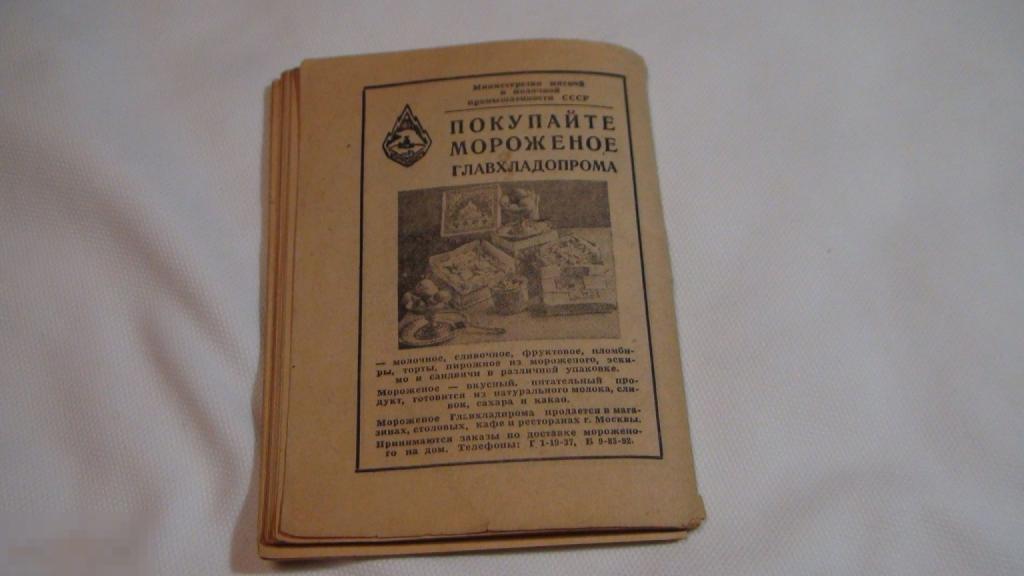 Министерство мясной
и молочной
промышленности СССР
ПОКУПАЙТЕ
МОРОЖЕНОЕ
ГЛАВХЛАДОПРОМА
— молочное, сливочное, фруктовое, пломби-
ры, торты, пирожное из мороженого, эски-
мо и сандвичи в различной упаковке.
Мороженое — вкусный, питательный про-
дукт, готовится из натурального молока, сли-
вок, сахара и какао.
Мороженое Главхладпрома продается в мага-
зинах, столовых, кафе и ресторанах г. Москвы.
Принимаются заказы по доставке морожено-
го на дом. Телефоны: Г 1-19-37, Б 9-83-92.